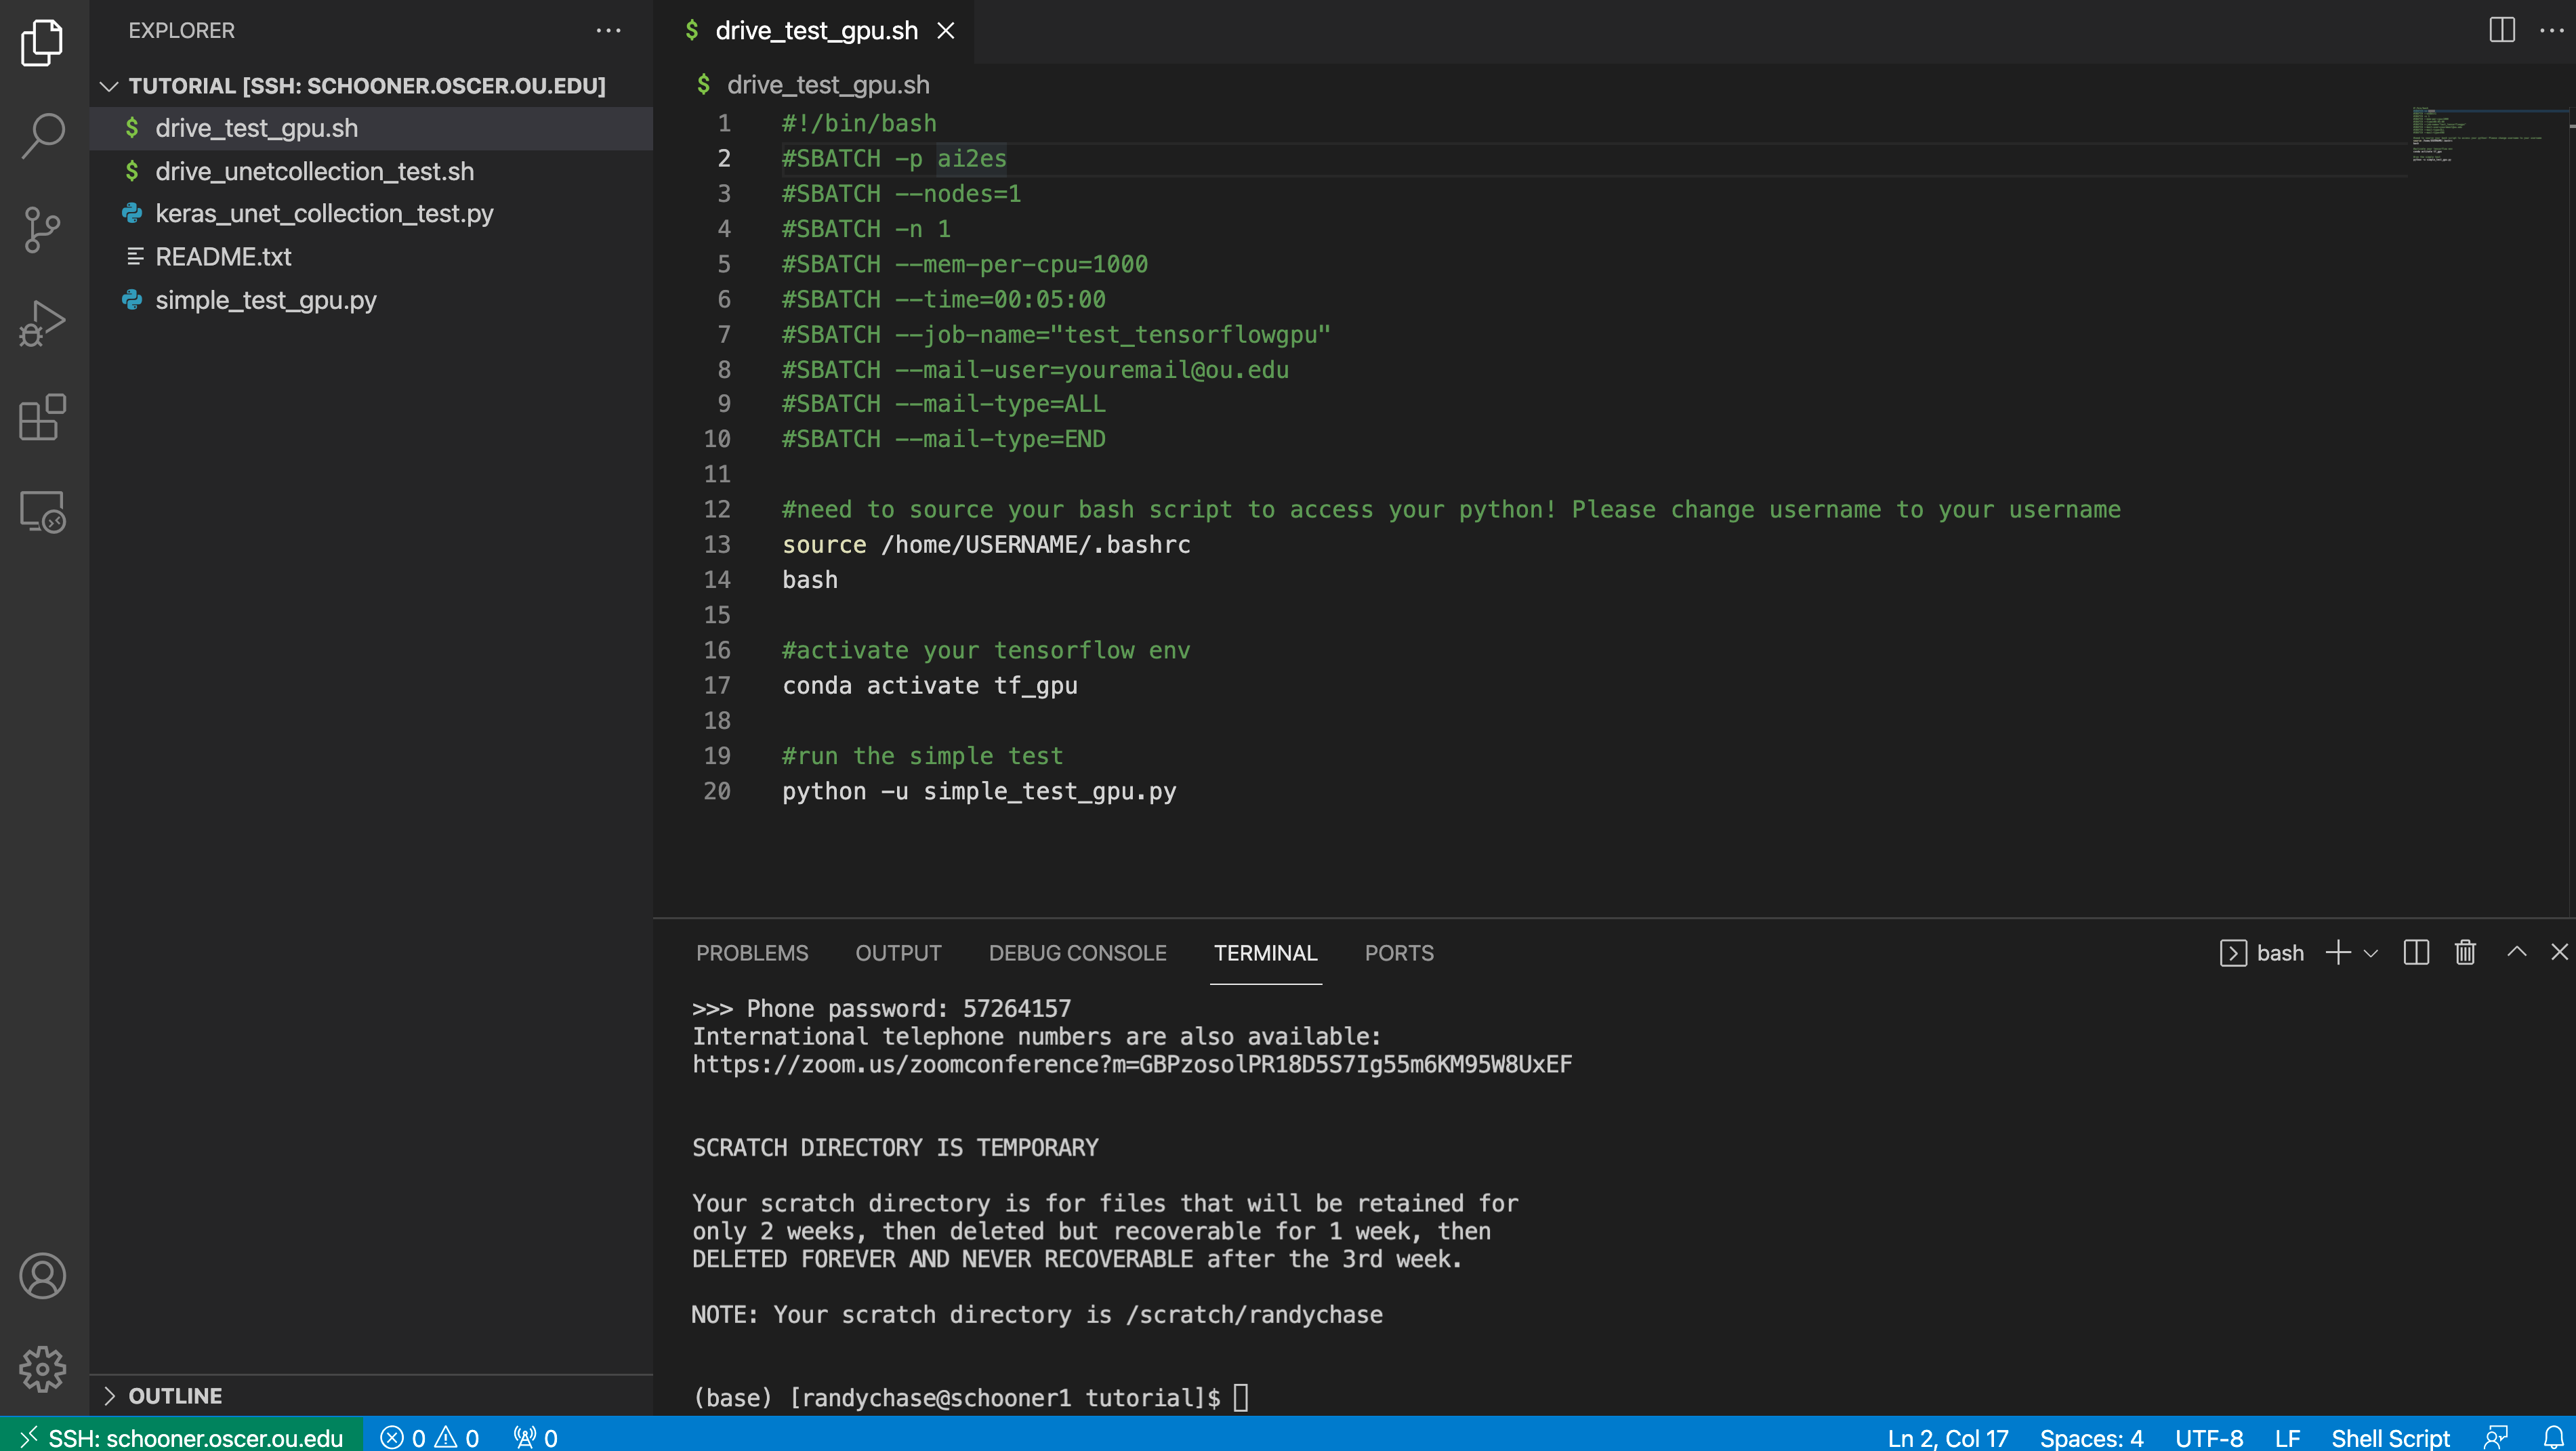 EXPLORER
TUTORIAL [SSH: SCHOONER.OSCER.OU.EDU]
$ drive_test_gpu.sh
$ drive_unetcollection_test.sh
keras_unet_collection_test.py
README.txt
simple_test_gpu.py
OUTLINE
$ drive_test_gpu.sh
$ drive_test_gpu.sh
1 #!/bin/bash
2 #SBATCH -p ai2es
3 #SBATCH --nodes=1
4 #SBATCH -n 1
5 #SBATCH --mem-per-cpu=1000
6 #SBATCH --time=00:05:00
7 #SBATCH --job-name="test_tensorflowgpu"
8 #SBATCH --mail-user=youremail@ou.edu
9 #SBATCH --mail-type=ALL
10 #SBATCH --mail-type=END
11
12 #need to source your bash script to access your python! Please change username to your username
13 source /home/USERNAME/.bashrc
14 bash
15
16 #activate your tensorflow env
17 conda activate tf_gpu
18
19 #run the simple test
20 python -u simple_test_gpu.py
PROBLEMS OUTPUT DEBUG CONSOLE TERMINAL PORTS
bash
>>> Phone password: 57264157
International telephone numbers are also available:
https://zoom.us/zoomconference?m=GBPzosolPR18D5S7Ig55m6KM95W8UxEF
SCRATCH DIRECTORY IS TEMPORARY
Your scratch directory is for files that will be retained for
only 2 weeks, then deleted but recoverable for 1 week, then
DELETED FOREVER AND NEVER RECOVERABLE after the 3rd week.
NOTE: Your scratch directory is /scratch/randychase
(base) [randychase@schooner1 tutorial]$
SSH: schooner.oscer.ou.edu 0 0 0 Ln 2, Col 17 Spaces: 4 UTF-8 LF Shell Script